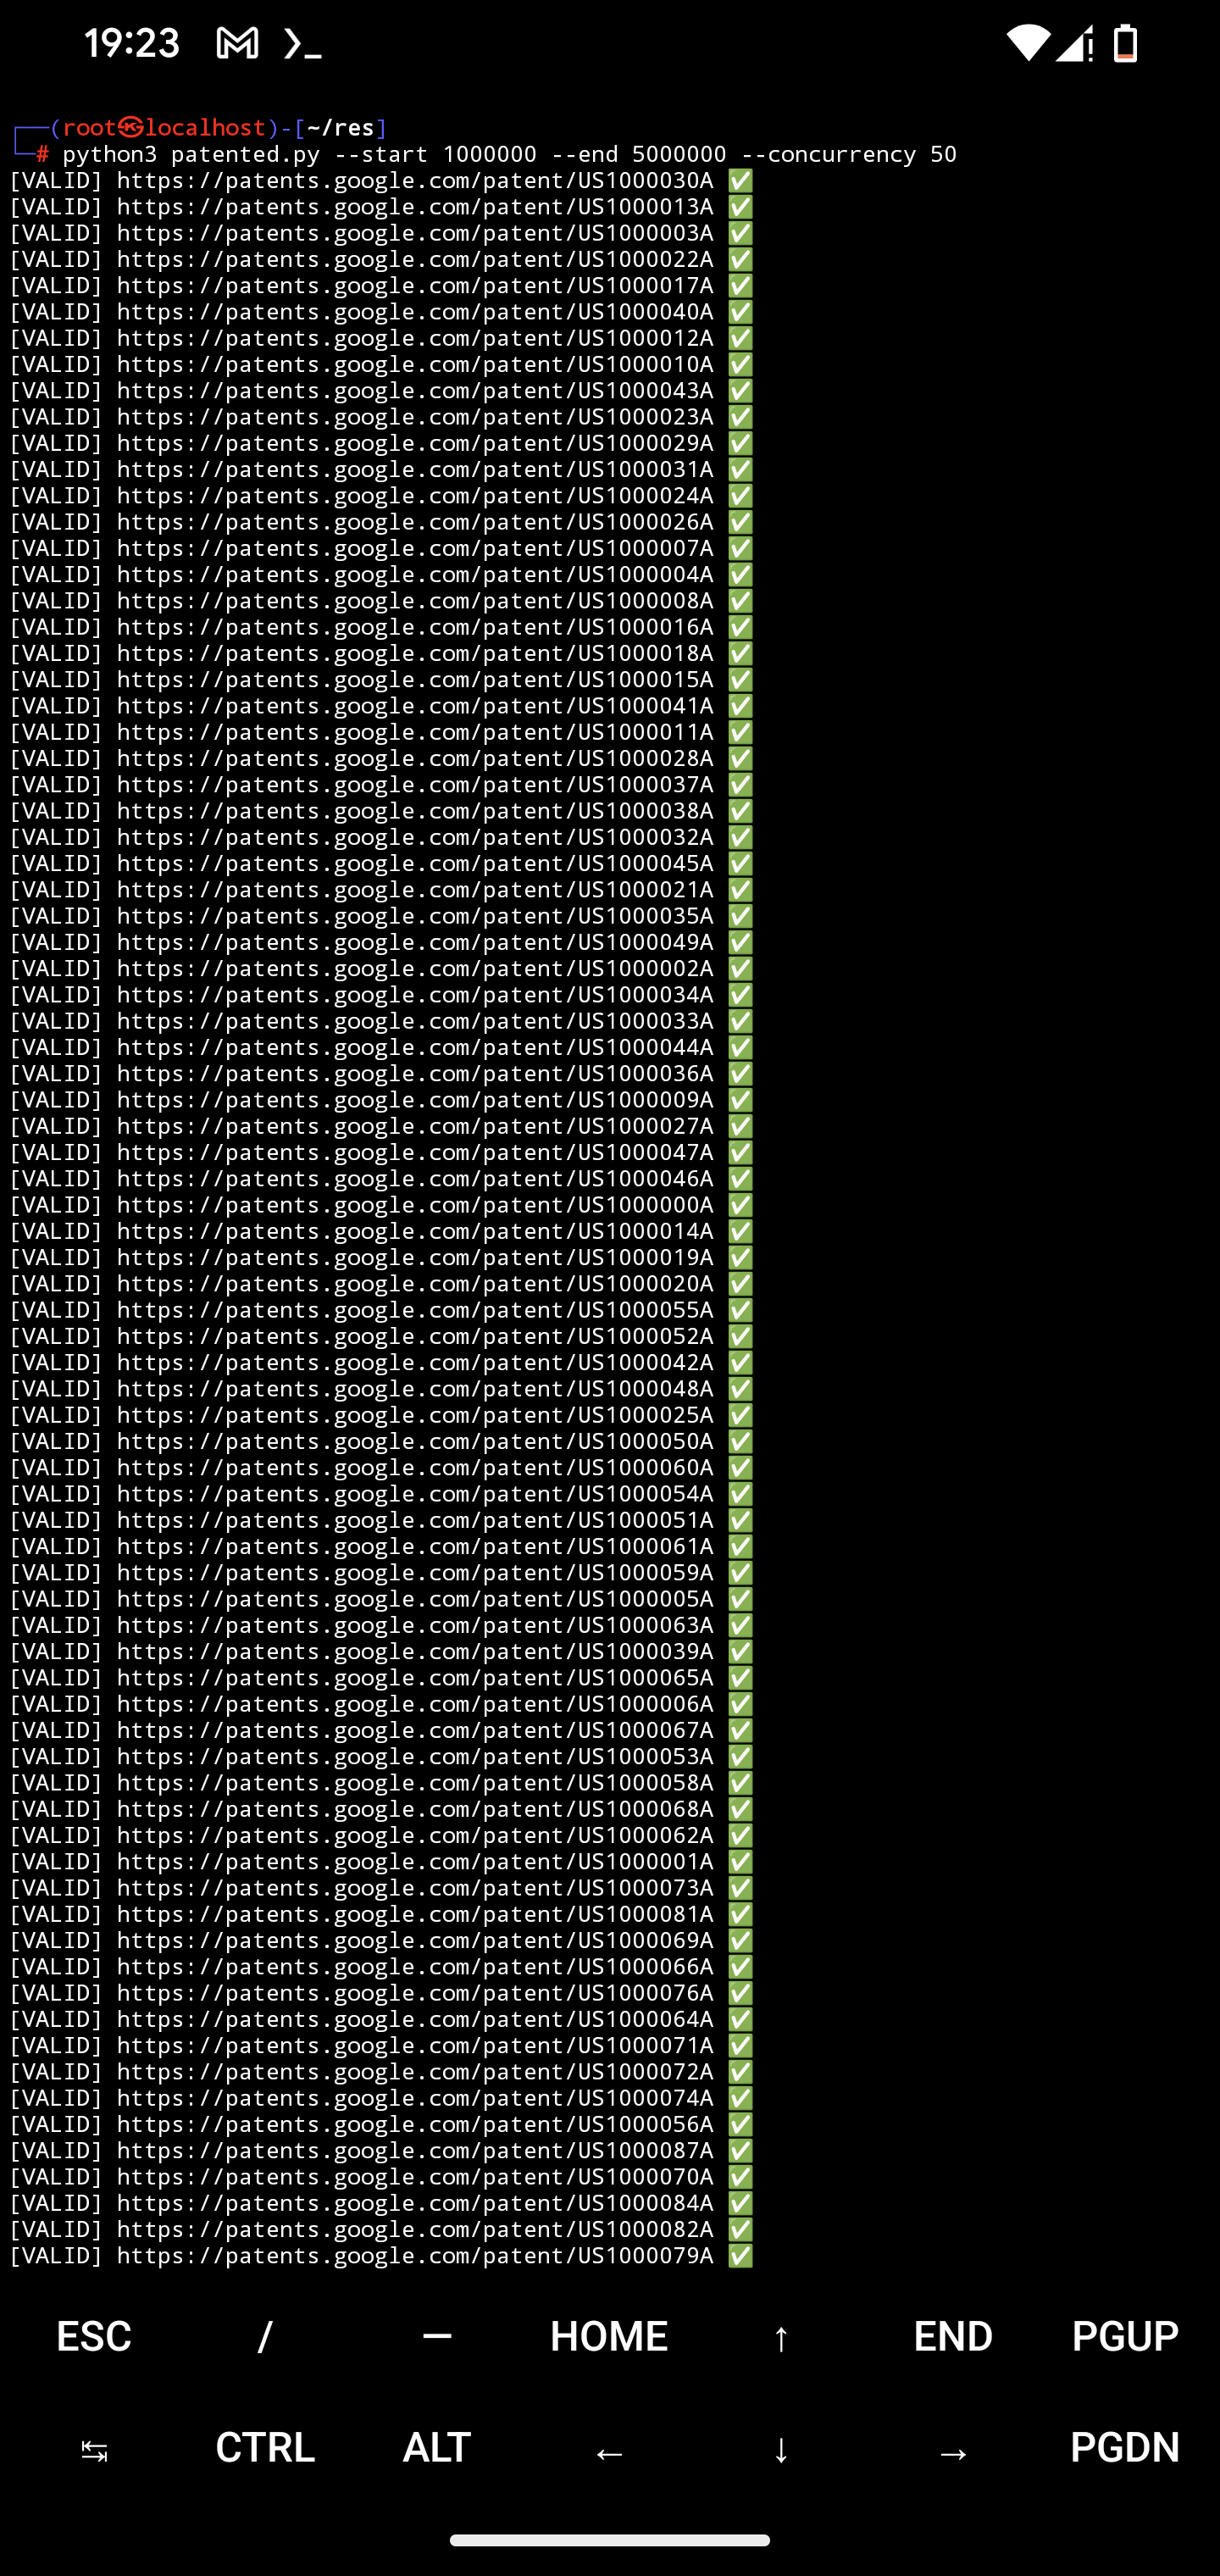 19:23
┌──(root㉿localhost)-[~/res]
└─# python3 patented.py --start 1000000 --end 5000000 --concurrency 50
[VALID] https://patents.google.com/patent/US1000030A ✅
[VALID] https://patents.google.com/patent/US1000013A ✅
[VALID] https://patents.google.com/patent/US1000003A ✅
[VALID] https://patents.google.com/patent/US1000022A ✅
[VALID] https://patents.google.com/patent/US1000017A ✅
[VALID] https://patents.google.com/patent/US1000040A ✅
[VALID] https://patents.google.com/patent/US1000012A ✅
[VALID] https://patents.google.com/patent/US1000010A ✅
[VALID] https://patents.google.com/patent/US1000043A ✅
[VALID] https://patents.google.com/patent/US1000023A ✅
[VALID] https://patents.google.com/patent/US1000029A ✅
[VALID] https://patents.google.com/patent/US1000031A ✅
[VALID] https://patents.google.com/patent/US1000024A ✅
[VALID] https://patents.google.com/patent/US1000026A ✅
[VALID] https://patents.google.com/patent/US1000007A ✅
[VALID] https://patents.google.com/patent/US1000004A ✅
[VALID] https://patents.google.com/patent/US1000008A ✅
[VALID] https://patents.google.com/patent/US1000016A ✅
[VALID] https://patents.google.com/patent/US1000018A ✅
[VALID] https://patents.google.com/patent/US1000015A ✅
[VALID] https://patents.google.com/patent/US1000041A ✅
[VALID] https://patents.google.com/patent/US1000011A ✅
[VALID] https://patents.google.com/patent/US1000028A ✅
[VALID] https://patents.google.com/patent/US1000037A ✅
[VALID] https://patents.google.com/patent/US1000038A ✅
[VALID] https://patents.google.com/patent/US1000032A ✅
[VALID] https://patents.google.com/patent/US1000045A ✅
[VALID] https://patents.google.com/patent/US1000021A ✅
[VALID] https://patents.google.com/patent/US1000035A ✅
[VALID] https://patents.google.com/patent/US1000049A ✅
[VALID] https://patents.google.com/patent/US1000002A ✅
[VALID] https://patents.google.com/patent/US1000034A ✅
[VALID] https://patents.google.com/patent/US1000033A ✅
[VALID] https://patents.google.com/patent/US1000044A ✅
[VALID] https://patents.google.com/patent/US1000036A ✅
[VALID] https://patents.google.com/patent/US1000009A ✅
[VALID] https://patents.google.com/patent/US1000027A ✅
[VALID] https://patents.google.com/patent/US1000047A ✅
[VALID] https://patents.google.com/patent/US1000046A ✅
[VALID] https://patents.google.com/patent/US1000000A ✅
[VALID] https://patents.google.com/patent/US1000014A ✅
[VALID] https://patents.google.com/patent/US1000019A ✅
[VALID] https://patents.google.com/patent/US1000020A ✅
[VALID] https://patents.google.com/patent/US1000055A ✅
[VALID] https://patents.google.com/patent/US1000052A ✅
[VALID] https://patents.google.com/patent/US1000042A ✅
[VALID] https://patents.google.com/patent/US1000048A ✅
[VALID] https://patents.google.com/patent/US1000025A ✅
[VALID] https://patents.google.com/patent/US1000050A ✅
[VALID] https://patents.google.com/patent/US1000060A ✅
[VALID] https://patents.google.com/patent/US1000054A ✅
[VALID] https://patents.google.com/patent/US1000051A ✅
[VALID] https://patents.google.com/patent/US1000061A ✅
[VALID] https://patents.google.com/patent/US1000059A ✅
[VALID] https://patents.google.com/patent/US1000005A ✅
[VALID] https://patents.google.com/patent/US1000063A ✅
[VALID] https://patents.google.com/patent/US1000039A ✅
[VALID] https://patents.google.com/patent/US1000065A ✅
[VALID] https://patents.google.com/patent/US1000006A ✅
[VALID] https://patents.google.com/patent/US1000067A ✅
[VALID] https://patents.google.com/patent/US1000053A ✅
[VALID] https://patents.google.com/patent/US1000058A ✅
[VALID] https://patents.google.com/patent/US1000068A ✅
[VALID] https://patents.google.com/patent/US1000062A ✅
[VALID] https://patents.google.com/patent/US1000001A ✅
[VALID] https://patents.google.com/patent/US1000073A ✅
[VALID] https://patents.google.com/patent/US1000081A ✅
[VALID] https://patents.google.com/patent/US1000069A ✅
[VALID] https://patents.google.com/patent/US1000066A ✅
[VALID] https://patents.google.com/patent/US1000076A ✅
[VALID] https://patents.google.com/patent/US1000064A ✅
[VALID] https://patents.google.com/patent/US1000071A ✅
[VALID] https://patents.google.com/patent/US1000072A ✅
[VALID] https://patents.google.com/patent/US1000074A ✅
[VALID] https://patents.google.com/patent/US1000056A ✅
[VALID] https://patents.google.com/patent/US1000087A ✅
[VALID] https://patents.google.com/patent/US1000070A ✅
[VALID] https://patents.google.com/patent/US1000084A ✅
[VALID] https://patents.google.com/patent/US1000082A ✅
[VALID] https://patents.google.com/patent/US1000079A ✅
ESC / — HOME ↑ END PGUP
↹ CTRL ALT ← ↓ → PGDN